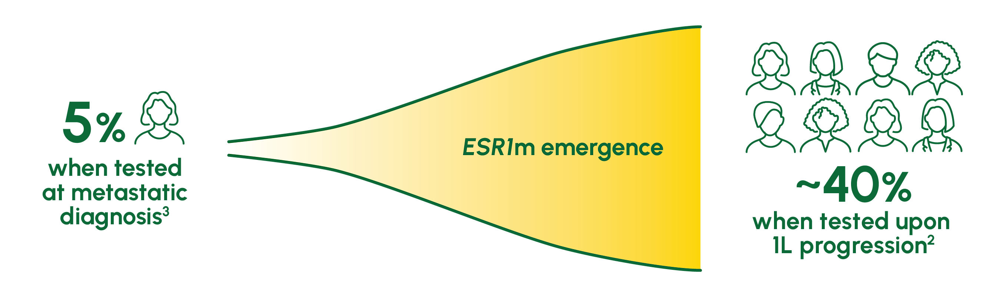 5%
when tested
at metastatic
diagnosis³
ESR1m emergence
~40%
when tested upon
1L progression²